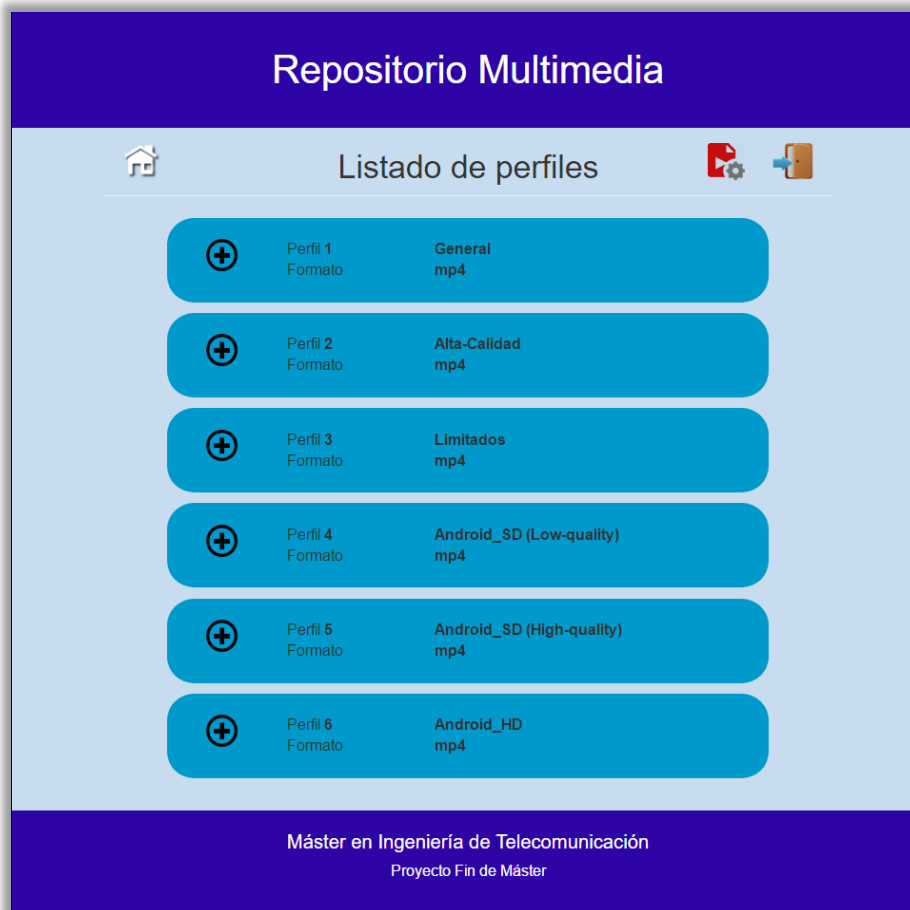 Repositorio Multimedia
Listado de perfiles
Perfil 1 General
Formato mp4
Perfil 2 Alta-Calidad
Formato mp4
Perfil 3 Limitados
Formato mp4
Perfil 4 Android_SD (Low-quality)
Formato mp4
Perfil 5 Android_SD (High-quality)
Formato mp4
Perfil 6 Android_HD
Formato mp4
Máster en Ingeniería de Telecomunicación
Proyecto Fin de Máster